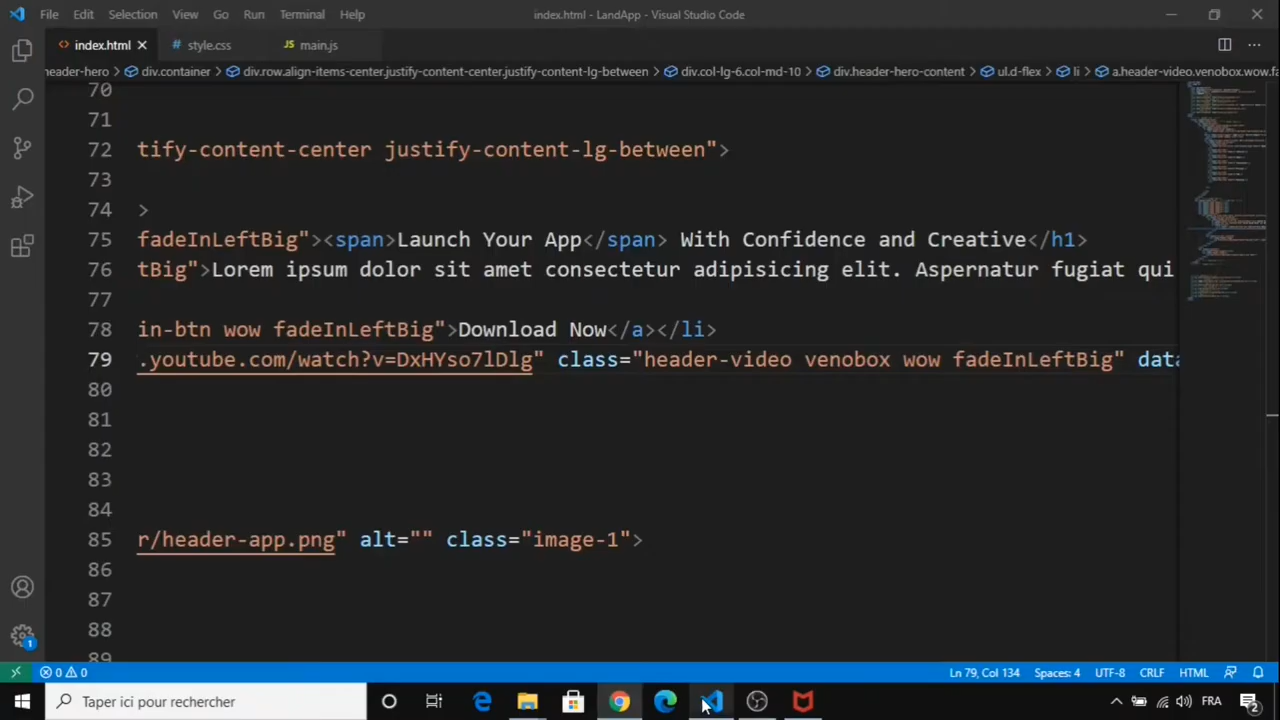 File Edit Selection View Go Run Terminal Help index.html - LandApp - Visual Studio Code
index.html style.css JS main.js
header-hero div.container div.row.align-items-center.justify-content-center.justify-content-lg-between div.col-lg-6.col-md-10 div.header-hero-content ul.d-flex li a.header-video.venobox.wow.fa
70
71
72 tify-content-center justify-content-lg-between">
73
74 >
75 fadeInLeftBig"><span>Launch Your App</span> With Confidence and Creative</h1>
76 tBig">Lorem ipsum dolor sit amet consectetur adipisicing elit. Aspernatur fugiat qui
77
78 in-btn wow fadeInLeftBig">Download Now</a></li>
79 .youtube.com/watch?v=DxHYso7lDlg" class="header-video venobox wow fadeInLeftBig" data
80
81
82
83
84
85 r/header-app.png" alt="" class="image-1">
86
87
88
89
1
0 0 Ln 79, Col 134 Spaces: 4 UTF-8 CRLF HTML
Taper ici pour rechercher FRA 2